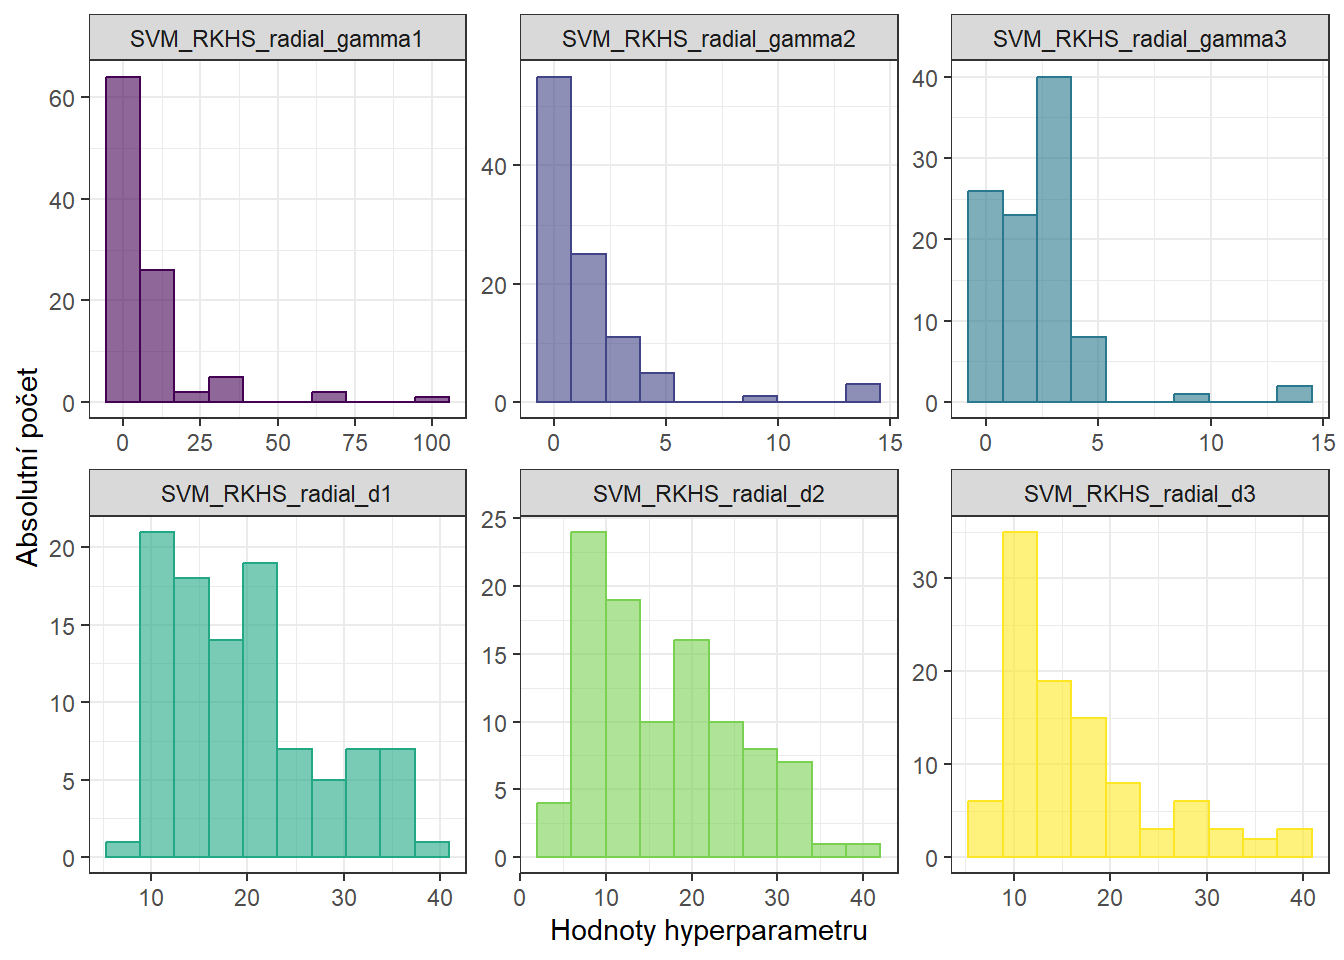 SVM_RKHS_radial_gamma1 SVM_RKHS_radial_gamma2 SVM_RKHS_radial_gamma3
60
40
20
0
0 25 50 75 100
40
20
0
0 5 10 15
40
30
20
10
0
0 5 10 15
Absolutní počet
SVM_RKHS_radial_d1 SVM_RKHS_radial_d2 SVM_RKHS_radial_d3
20
15
10
5
0
10 20 30 40
25
20
15
10
5
0
0 10 20 30 40
30
20
10
0
10 20 30 40
Hodnoty hyperparametru